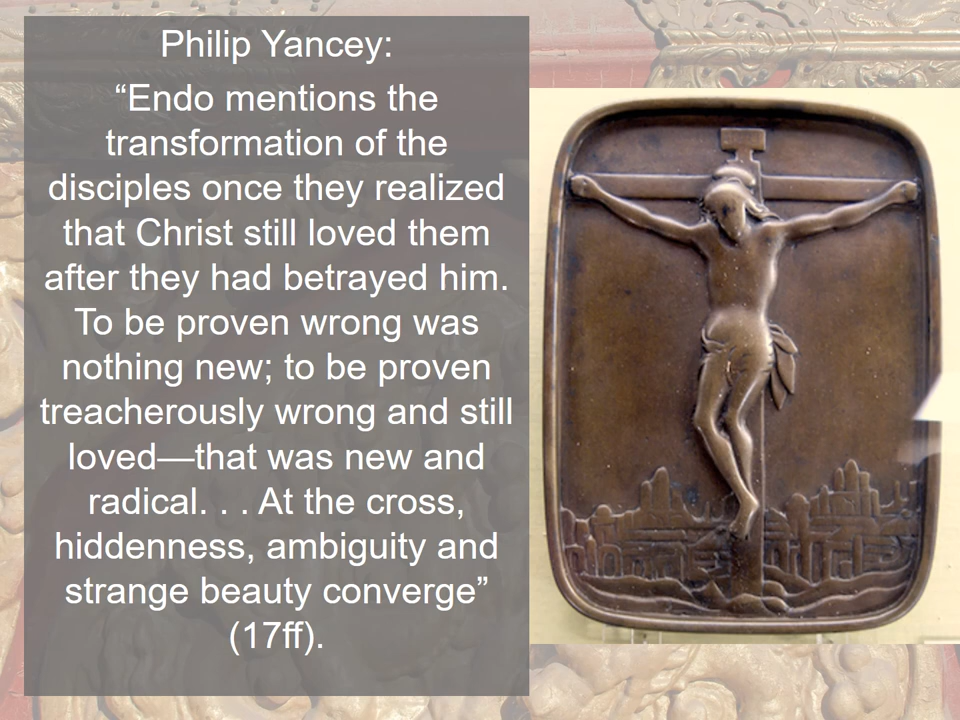 Philip Yancey:
“Endo mentions the
transformation of the
disciples once they realized
that Christ still loved them
after they had betrayed him.
To be proven wrong was
nothing new; to be proven
treacherously wrong and still
loved—that was new and
radical. . . At the cross,
hiddenness, ambiguity and
strange beauty converge”
(17ff).